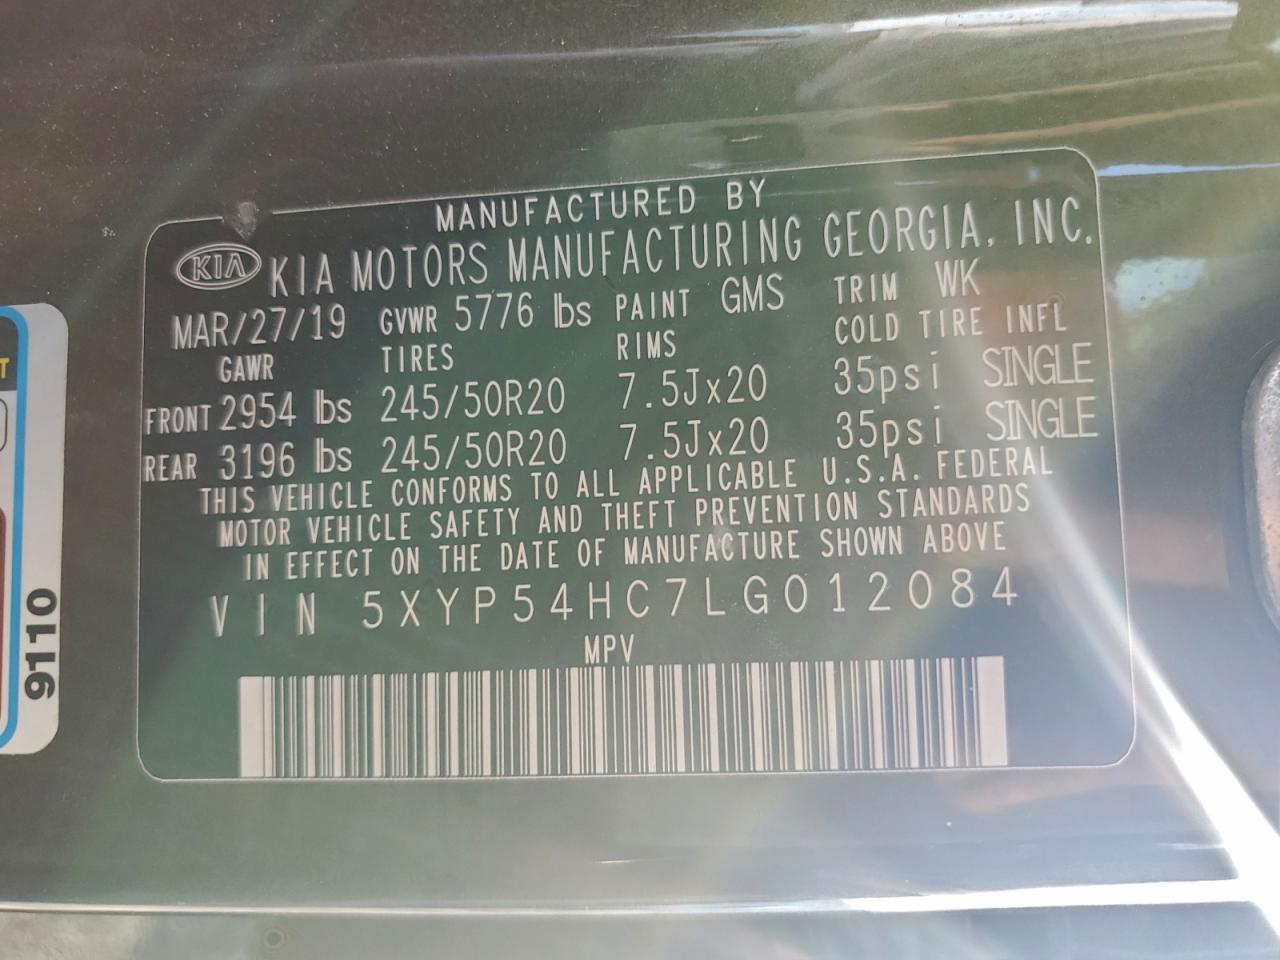 MANUFACTURED BY
KIA KIA MOTORS MANUFACTURING GEORGIA, INC.
MAR/27/19 GVWR 5776 lbs PAINT GMS TRIM WK
GAWR TIRES RIMS COLD TIRE INFL
FRONT 2954 lbs 245/50R20 7.5Jx20 35psi SINGLE
REAR 3196 lbs 245/50R20 7.5Jx20 35psi SINGLE
THIS VEHICLE CONFORMS TO ALL APPLICABLE U.S.A. FEDERAL
MOTOR VEHICLE SAFETY AND THEFT PREVENTION STANDARDS
IN EFFECT ON THE DATE OF MANUFACTURE SHOWN ABOVE
VIN 5XYP54HC7LG012084
MPV
T
9110